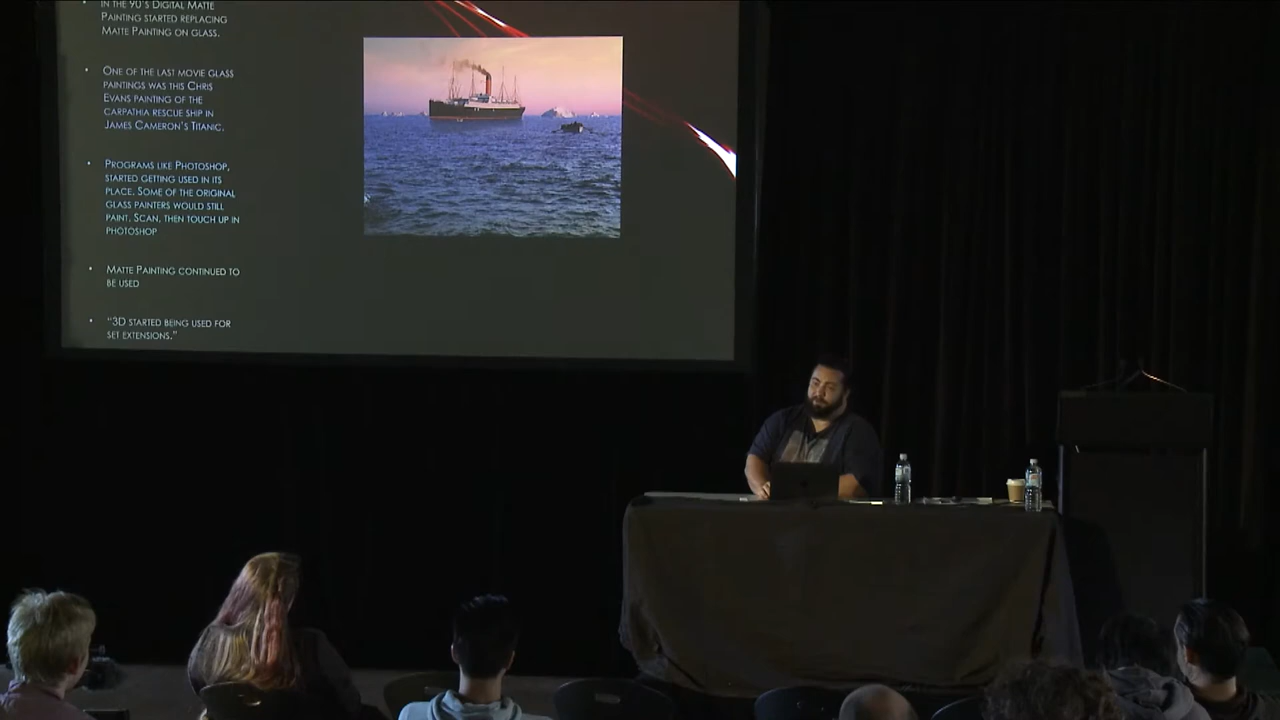 IN THE 90'S DIGITAL MATTE
PAINTING STARTED REPLACING
MATTE PAINTING ON GLASS.
ONE OF THE LAST MOVIE GLASS
PAINTINGS WAS THIS CHRIS
EVANS PAINTING OF THE
CARPATHIA RESCUE SHIP IN
JAMES CAMERON'S TITANIC.
PROGRAMS LIKE PHOTOSHOP,
STARTED GETTING USED IN ITS
PLACE. SOME OF THE ORIGINAL
GLASS PAINTERS WOULD STILL
PAINT, SCAN, THEN TOUCH UP IN
PHOTOSHOP
MATTE PAINTING CONTINUED TO
BE USED
"3D STARTED BEING USED FOR
SET EXTENSIONS."